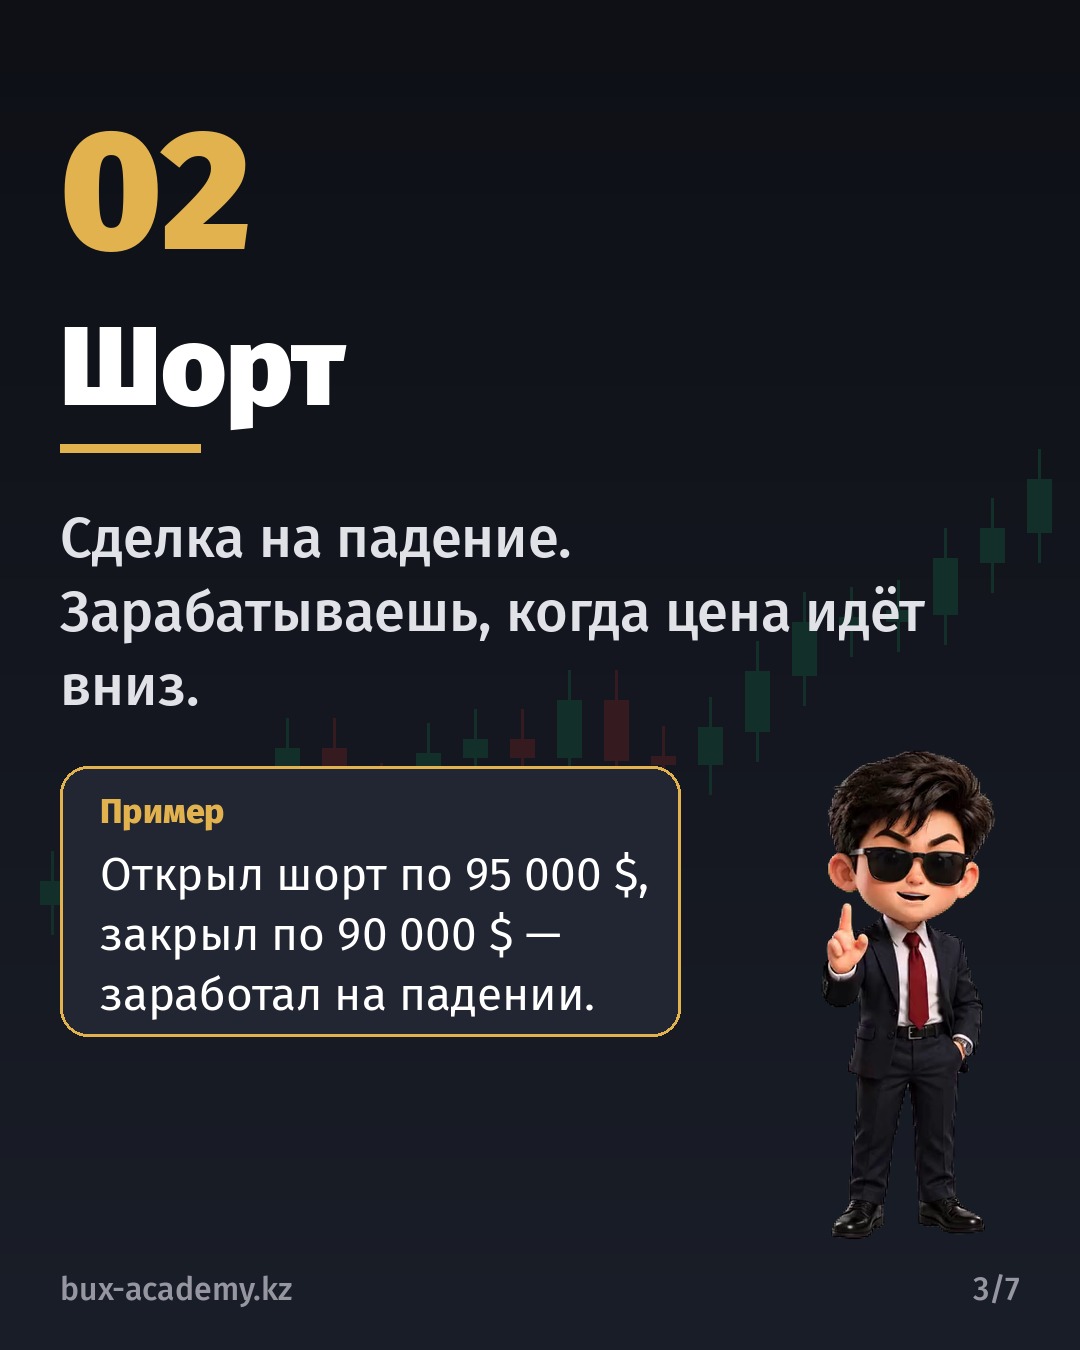 02
Шорт
Сделка на падение.
Зарабатываешь, когда цена идёт
вниз.
Пример
Открыл шорт по 95 000 $,
закрыл по 90 000 $ —
заработал на падении.
bux-academy.kz
3/7